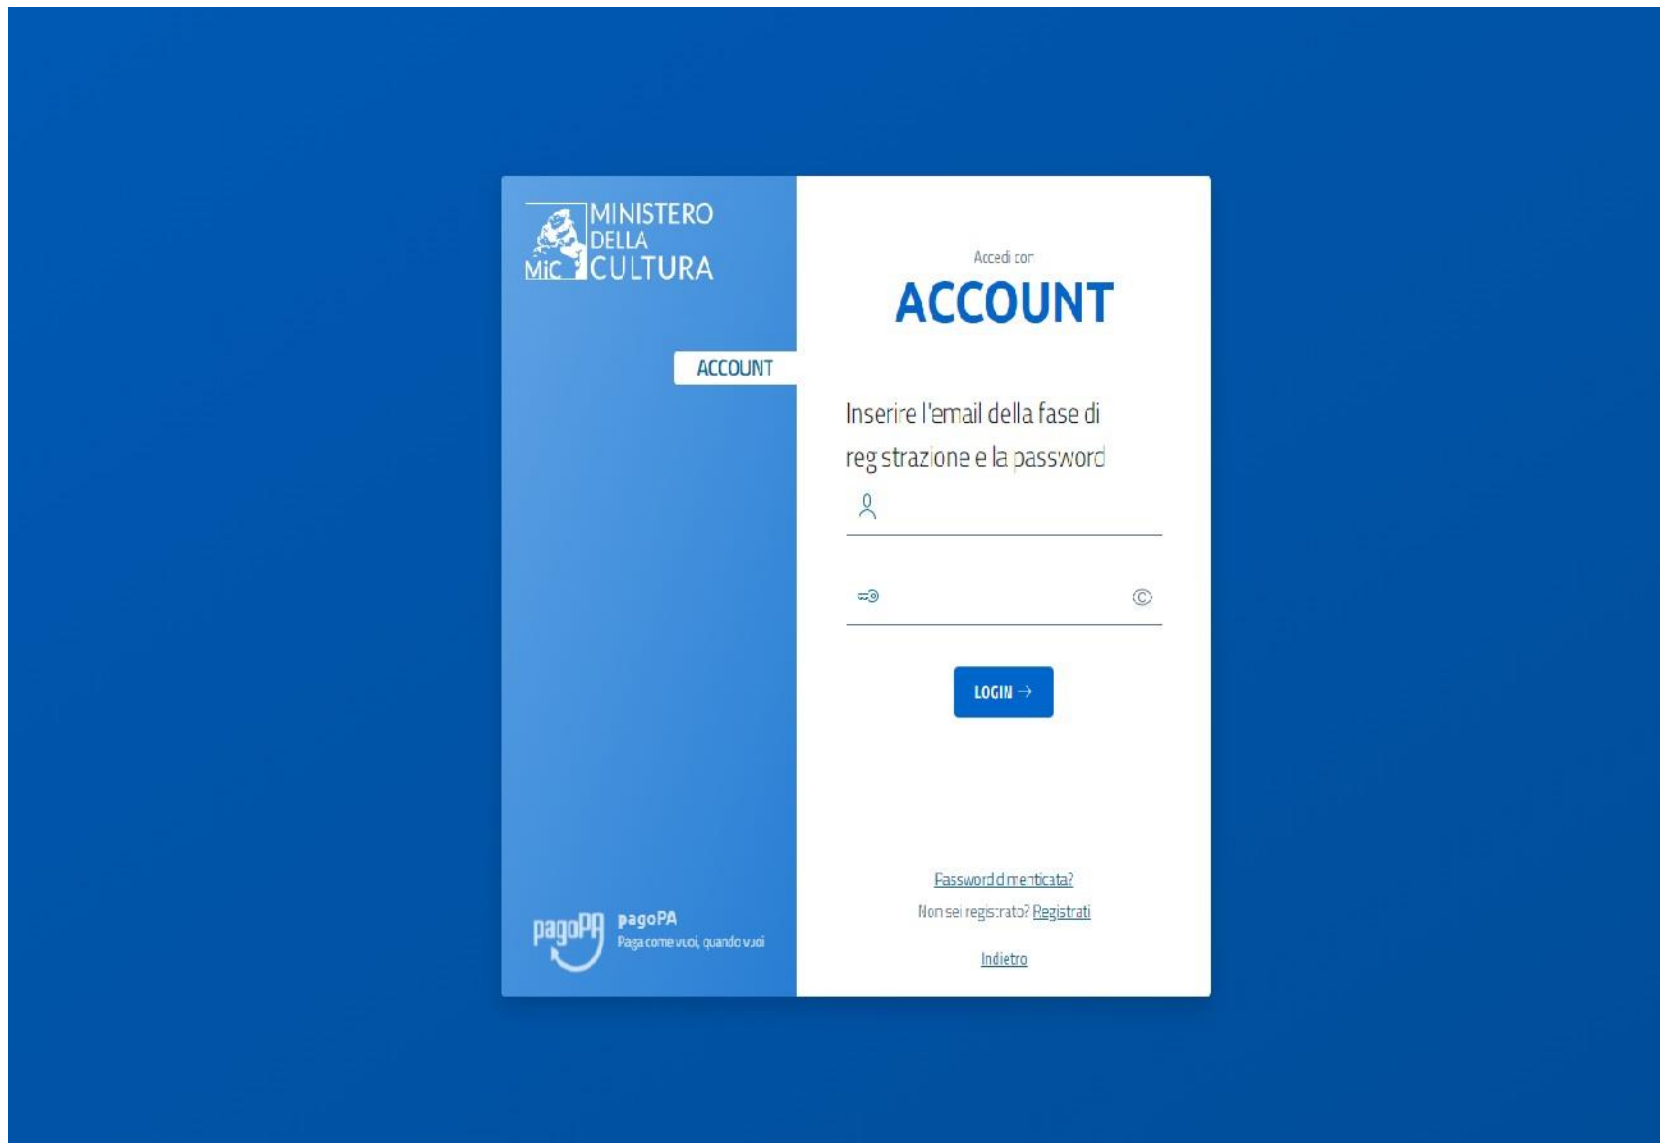 MINISTERO
DELLA
MiC CULTURA
ACCOUNT
pagoPA
pagoPA
Paga come vuoi, quando vuoi
Accedi con
ACCOUNT
Inserire l'email della fase di
registrazione e la password
LOGIN →
Password dimenticata?
Non sei registrato? Registrati
Indietro